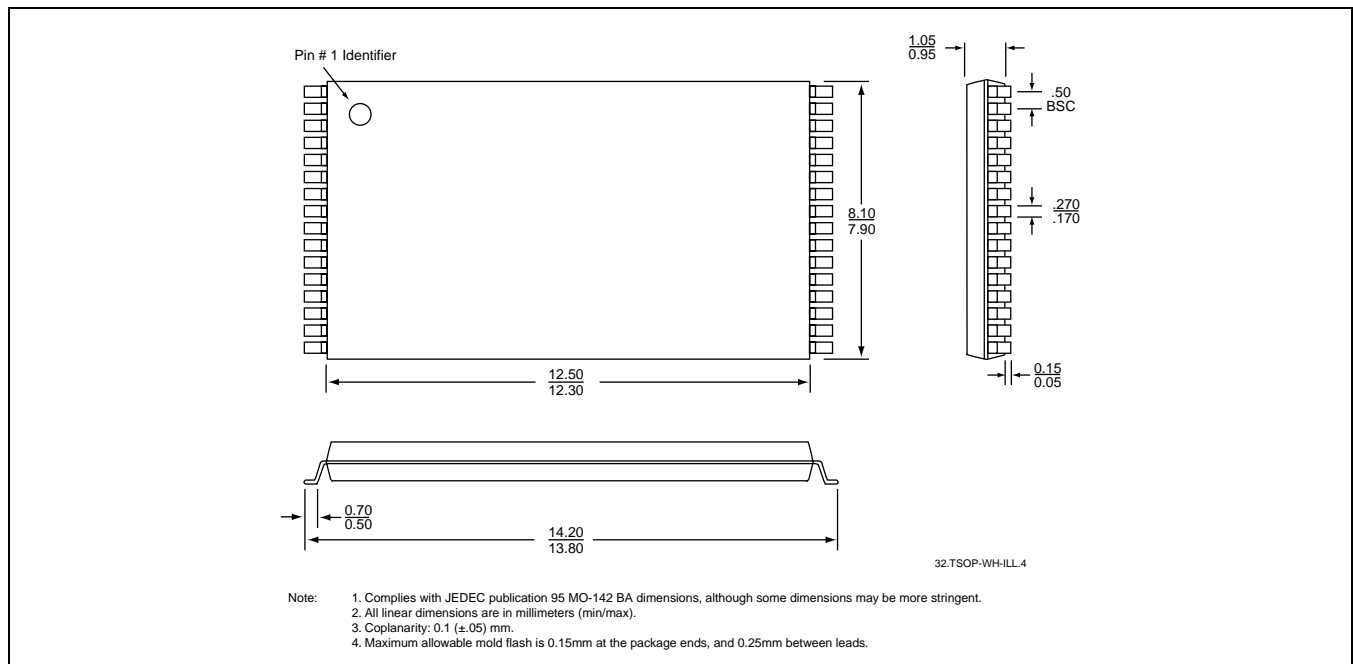 Pin # 1 Identifier
1.05
0.95
.50
BSC
8.10
7.90
.270
.170
12.50
12.30
0.15
0.05
0.70
0.50
14.20
13.80
32.TSOP-WH-ILL.4
Note: 1. Complies with JEDEC publication 95 MO-142 BA dimensions, although some dimensions may be more stringent.
2. All linear dimensions are in millimeters (min/max).
3. Coplanarity: 0.1 (±.05) mm.
4. Maximum allowable mold flash is 0.15mm at the package ends, and 0.25mm between leads.